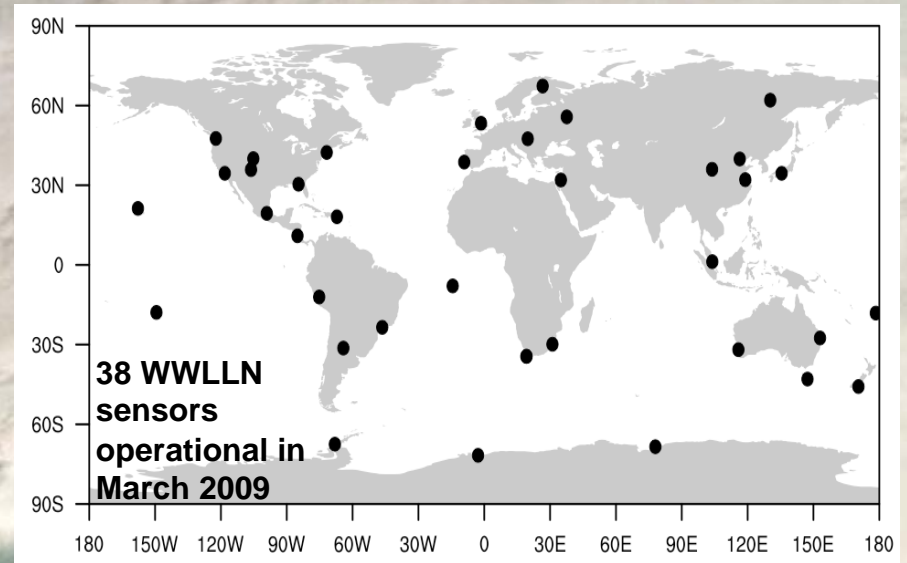 90N
60N
30N
0
30S
60S
90S
38 WWLLN
sensors
operational in
March 2009
180 150W 120W 90W 60W 30W 0 30E 60E 90E 120E 150E 180